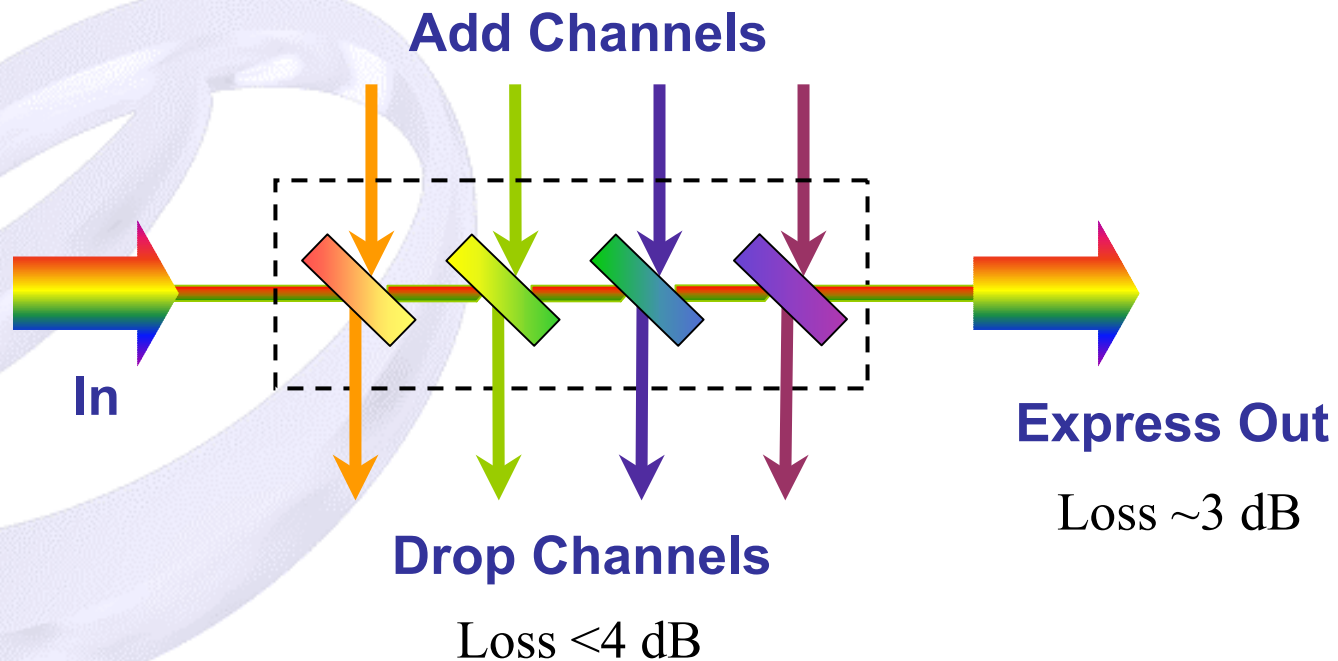 Add Channels
In
Express Out
Loss ~3 dB
Drop Channels
Loss <4 dB